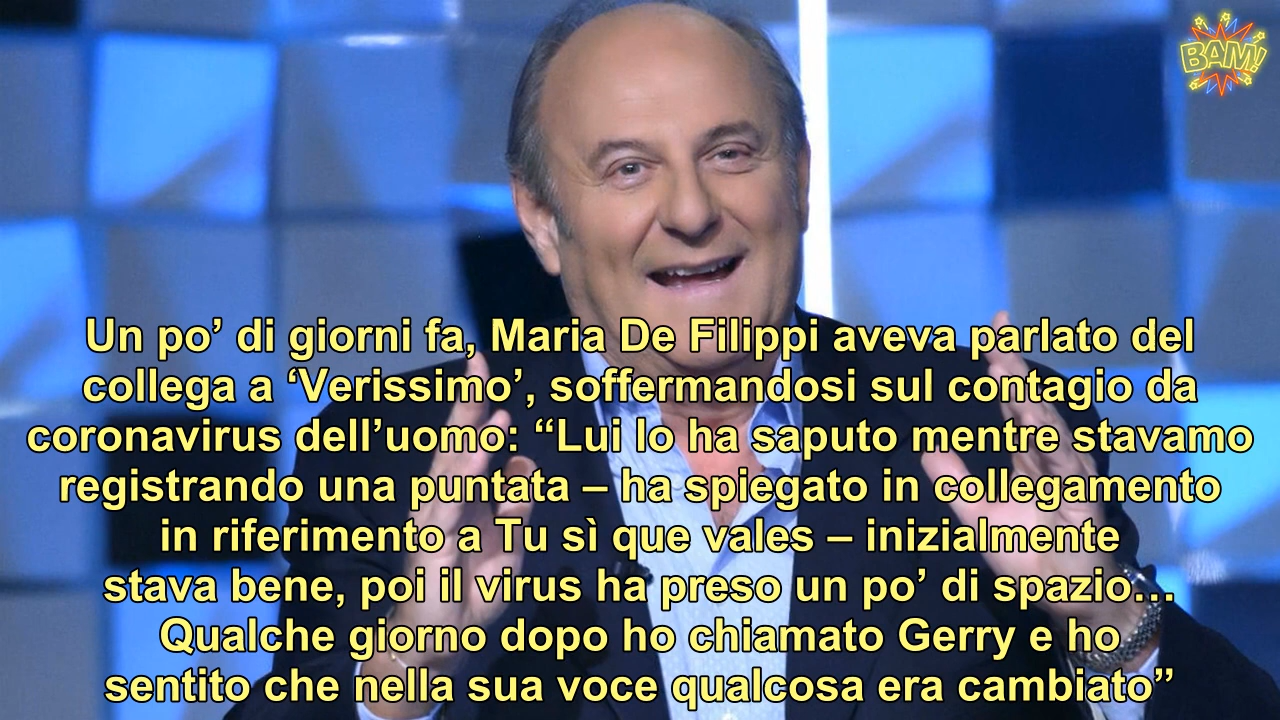 BAM!
Un po’ di giorni fa, Maria De Filippi aveva parlato del
collega a ‘Verissimo’, soffermandosi sul contagio da
coronavirus dell’uomo: “Lui lo ha saputo mentre stavamo
registrando una puntata – ha spiegato in collegamento
in riferimento a Tu sì que vales – inizialmente
stava bene, poi il virus ha preso un po’ di spazio…
Qualche giorno dopo ho chiamato Gerry e ho
sentito che nella sua voce qualcosa era cambiato”